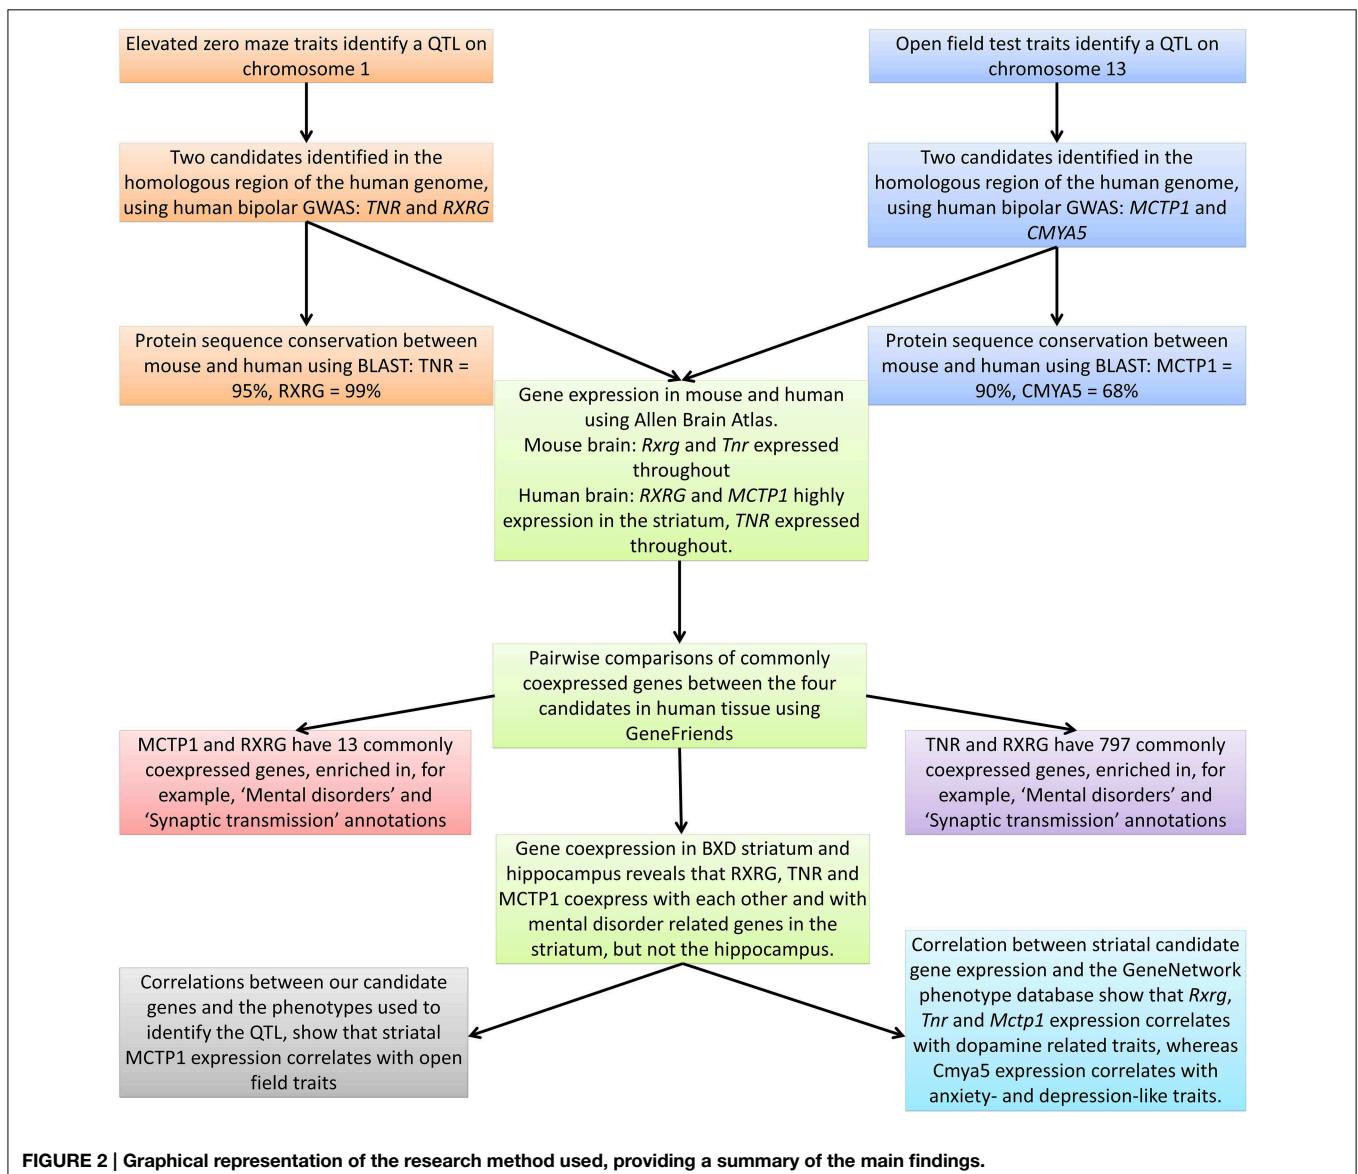 Elevated zero maze traits identify a QTL on
chromosome 1
Open field test traits identify a QTL on
chromosome 13
Two candidates identified in the
homologous region of the human genome,
using human bipolar GWAS: TNR and RXRG
Two candidates identified in the
homologous region of the human genome,
using human bipolar GWAS: MCTP1 and
CMYA5
Protein sequence conservation between
mouse and human using BLAST: TNR =
95%, RXRG = 99%
Protein sequence conservation between
mouse and human using BLAST: MCTP1 =
90%, CMYA5 = 68%
Gene expression in mouse and human
using Allen Brain Atlas.
Mouse brain: Rxrg and Tnr expressed
throughout
Human brain: RXRG and MCTP1 highly
expression in the striatum, TNR expressed
throughout.
Pairwise comparisons of commonly
coexpressed genes between the four
candidates in human tissue using
GeneFriends
MCTP1 and RXRG have 13 commonly
coexpressed genes, enriched in, for
example, ‘Mental disorders’ and
‘Synaptic transmission’ annotations
TNR and RXRG have 797 commonly
coexpressed genes, enriched in, for
example, ‘Mental disorders’ and
‘Synaptic transmission’ annotations
Gene coexpression in BXD striatum and
hippocampus reveals that RXRG, TNR and
MCTP1 coexpress with each other and with
mental disorder related genes in the
striatum, but not the hippocampus.
Correlations between our candidate
genes and the phenotypes used to
identify the QTL, show that striatal
MCTP1 expression correlates with open
field traits
Correlation between striatal candidate
gene expression and the GeneNetwork
phenotype database show that Rxrg,
Tnr and Mctp1 expression correlates
with dopamine related traits, whereas
Cmya5 expression correlates with
anxiety- and depression-like traits.
FIGURE 2 | Graphical representation of the research method used, providing a summary of the main findings.